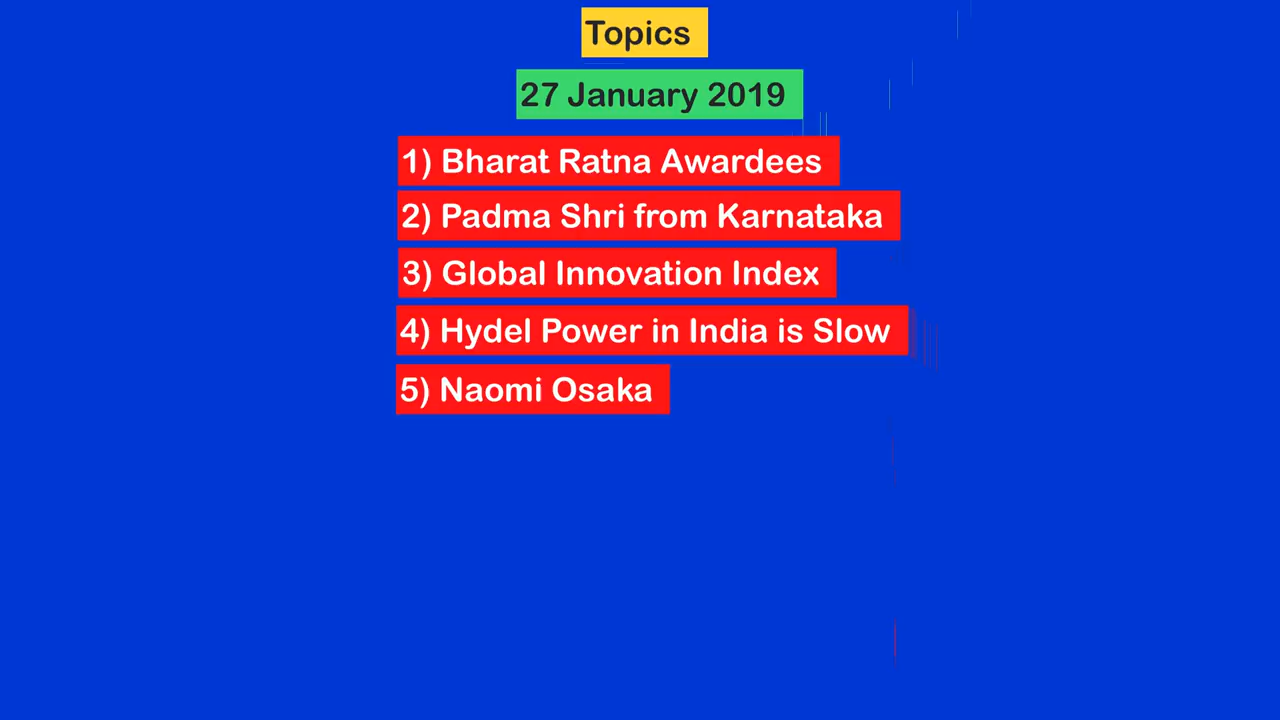 Topics
27 January 2019
1) Bharat Ratna Awardees
2) Padma Shri from Karnataka
3) Global Innovation Index
4) Hydel Power in India is Slow
5) Naomi Osaka